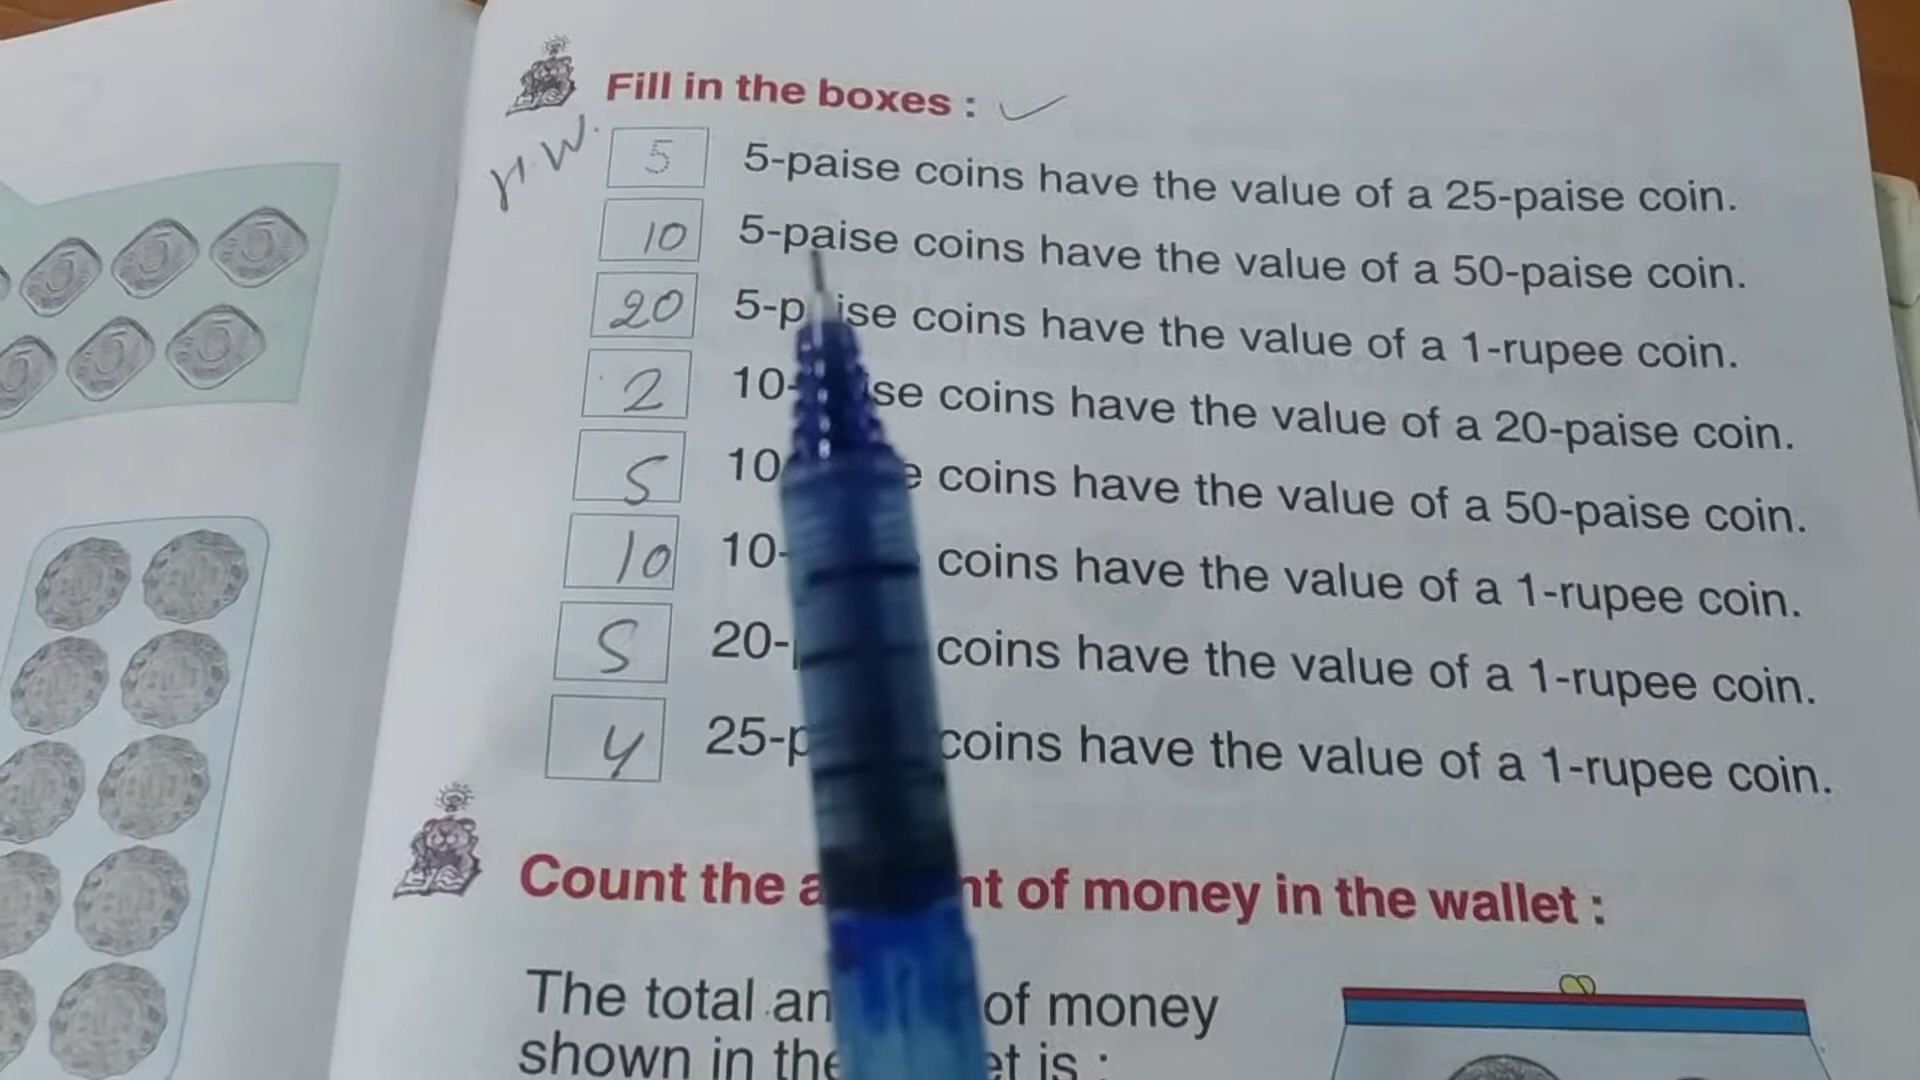 Fill in the boxes :
H.W.
5 5-paise coins have the value of a 25-paise coin.
10 5-paise coins have the value of a 50-paise coin.
20 5-p ise coins have the value of a 1-rupee coin.
2 10- se coins have the value of a 20-paise coin.
5 10 e coins have the value of a 50-paise coin.
10 10- coins have the value of a 1-rupee coin.
5 20- coins have the value of a 1-rupee coin.
4 25-p coins have the value of a 1-rupee coin.
Count the a nt of money in the wallet :
The total an of money
shown in the et is :